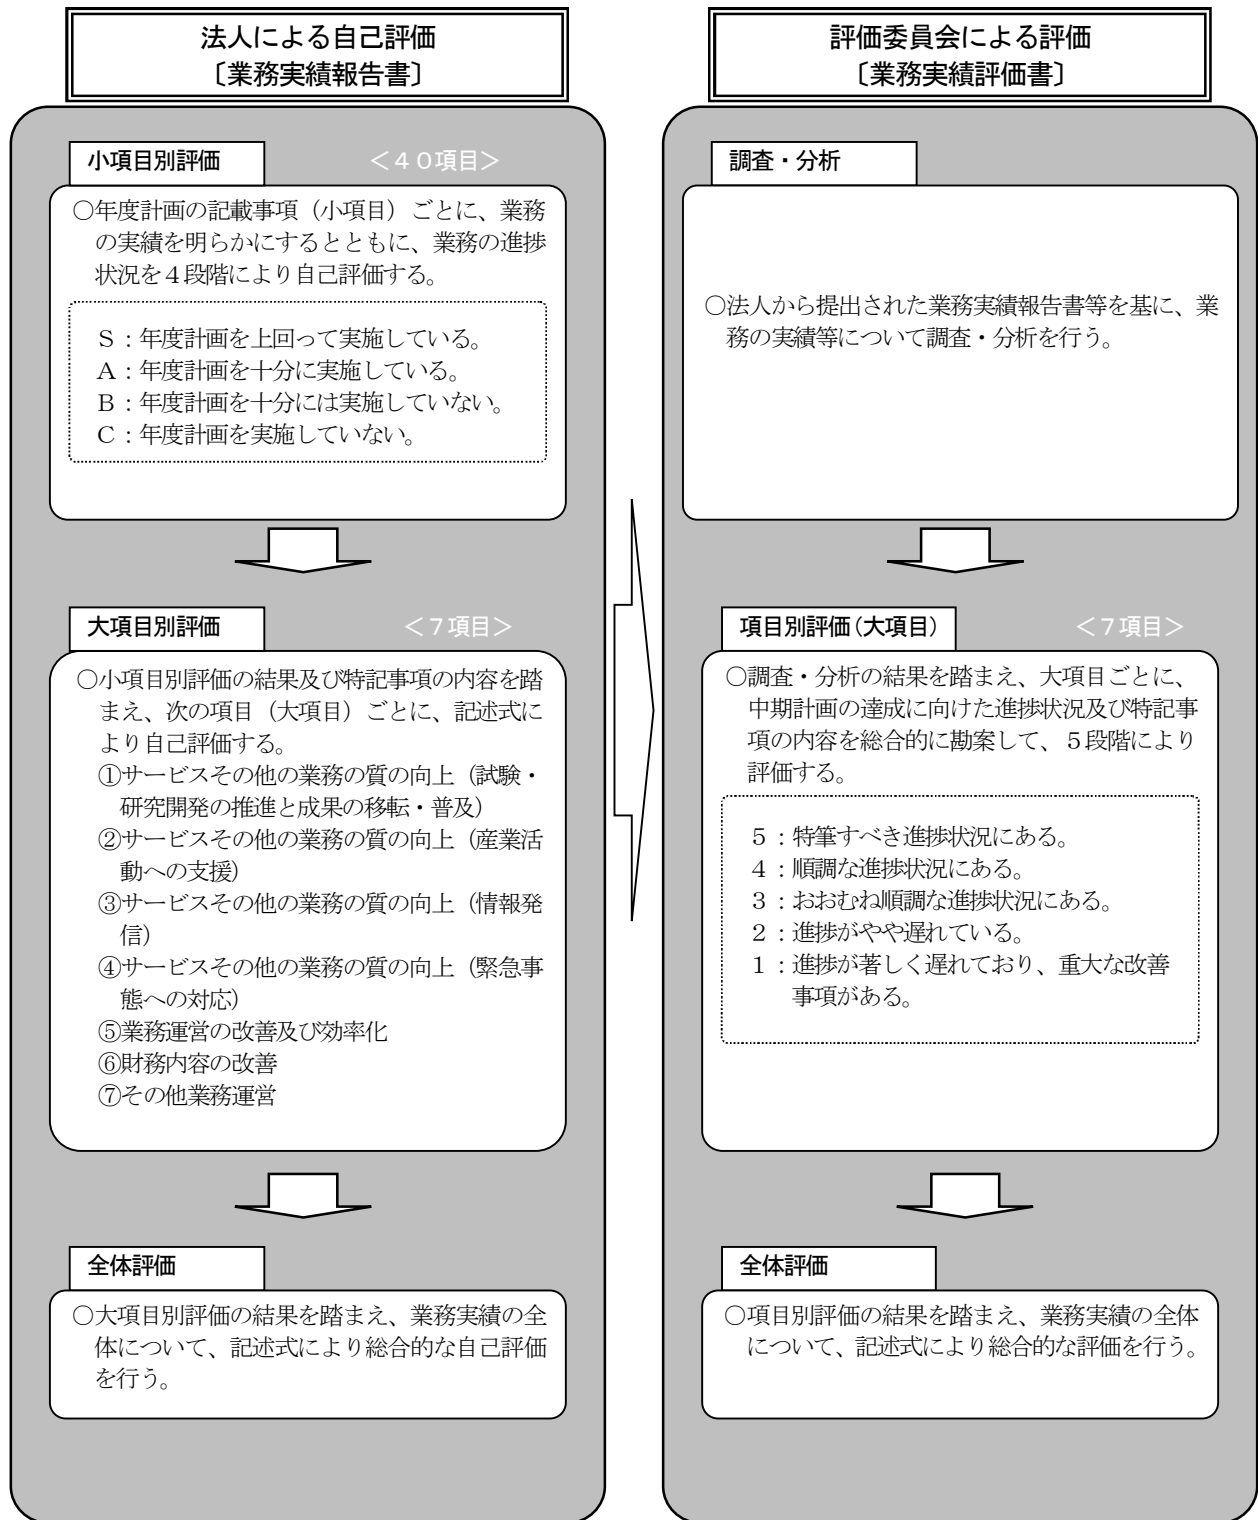 法人による自己評価
〔業務実績報告書〕
小項目別評価
＜４０項目＞
○年度計画の記載事項（小項目）ごとに、業務
の実績を明らかにするとともに、業務の進捗
状況を４段階により自己評価する。
Ｓ：年度計画を上回って実施している。
Ａ：年度計画を十分に実施している。
Ｂ：年度計画を十分には実施していない。
Ｃ：年度計画を実施していない。
大項目別評価
＜７項目＞
○小項目別評価の結果及び特記事項の内容を踏
まえ、次の項目（大項目）ごとに、記述式に
より自己評価する。
①サービスその他の業務の質の向上（試験・
研究開発の推進と成果の移転・普及）
②サービスその他の業務の質の向上（産業活
動への支援）
③サービスその他の業務の質の向上（情報発
信）
④サービスその他の業務の質の向上（緊急事
態への対応）
⑤業務運営の改善及び効率化
⑥財務内容の改善
⑦その他業務運営
全体評価
○大項目別評価の結果を踏まえ、業務実績の全
体について、記述式により総合的な自己評価
を行う。
評価委員会による評価
〔業務実績評価書〕
調査・分析
○法人から提出された業務実績報告書等を基に、業
務の実績等について調査・分析を行う。
項目別評価（大項目）
＜７項目＞
○調査・分析の結果を踏まえ、大項目ごとに、
中期計画の達成に向けた進捗状況及び特記事
項の内容を総合的に勘案して、５段階により
評価する。
５：特筆すべき進捗状況にある。
４：順調な進捗状況にある。
３：おおむね順調な進捗状況にある。
２：進捗がやや遅れている。
１：進捗が著しく遅れており、重大な改善
事項がある。
全体評価
○項目別評価の結果を踏まえ、業務実績の全体
について、記述式により総合的な評価を行う。